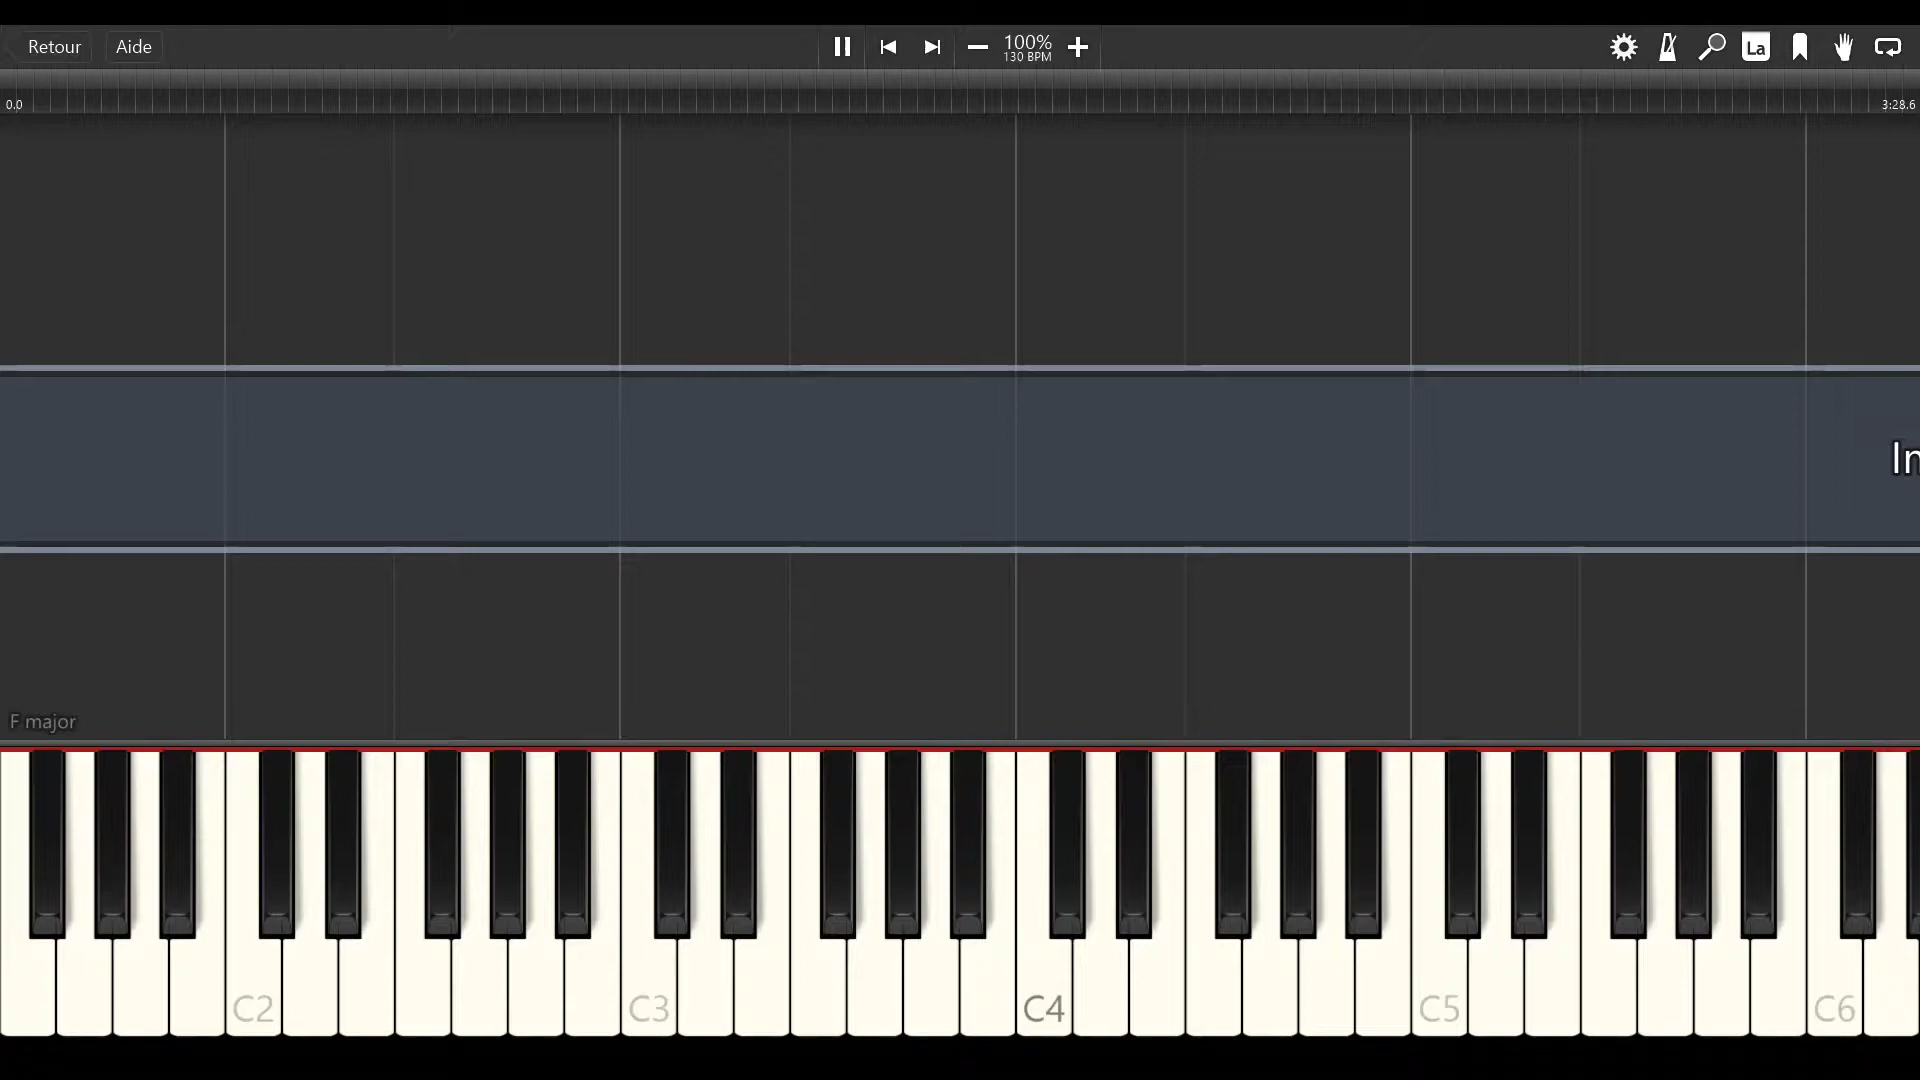 Retour Aide 100%
130 BPM
La
0.0 3:28.6
In
F major
C2 C3 C4 C5 C6